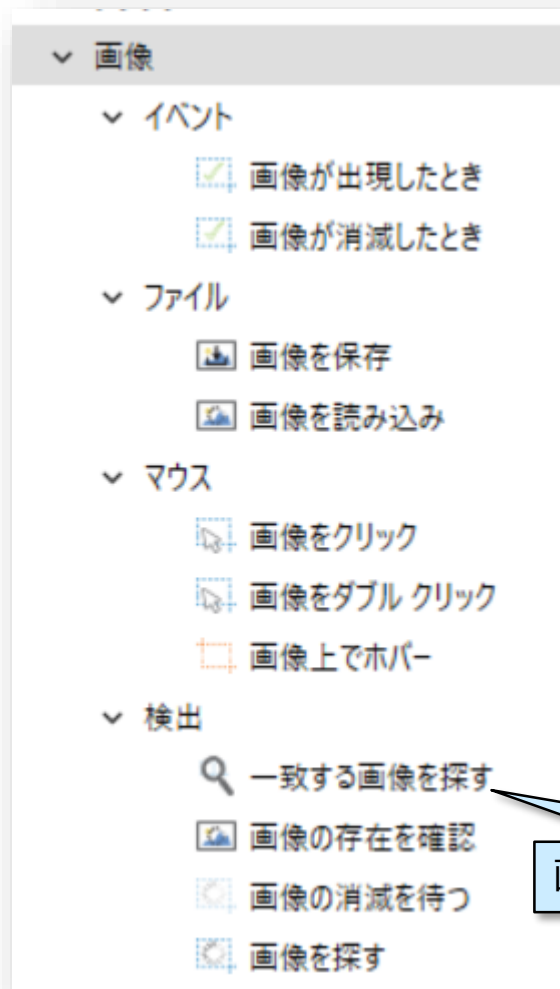 画像
イベント
画像が出現したとき
画像が消滅したとき
ファイル
画像を保存
画像を読み込み
マウス
画像をクリック
画像をダブル クリック
画像上でホバー
検出
一致する画像を探す
画像の存在を確認
画像の消滅を待つ
画像を探す